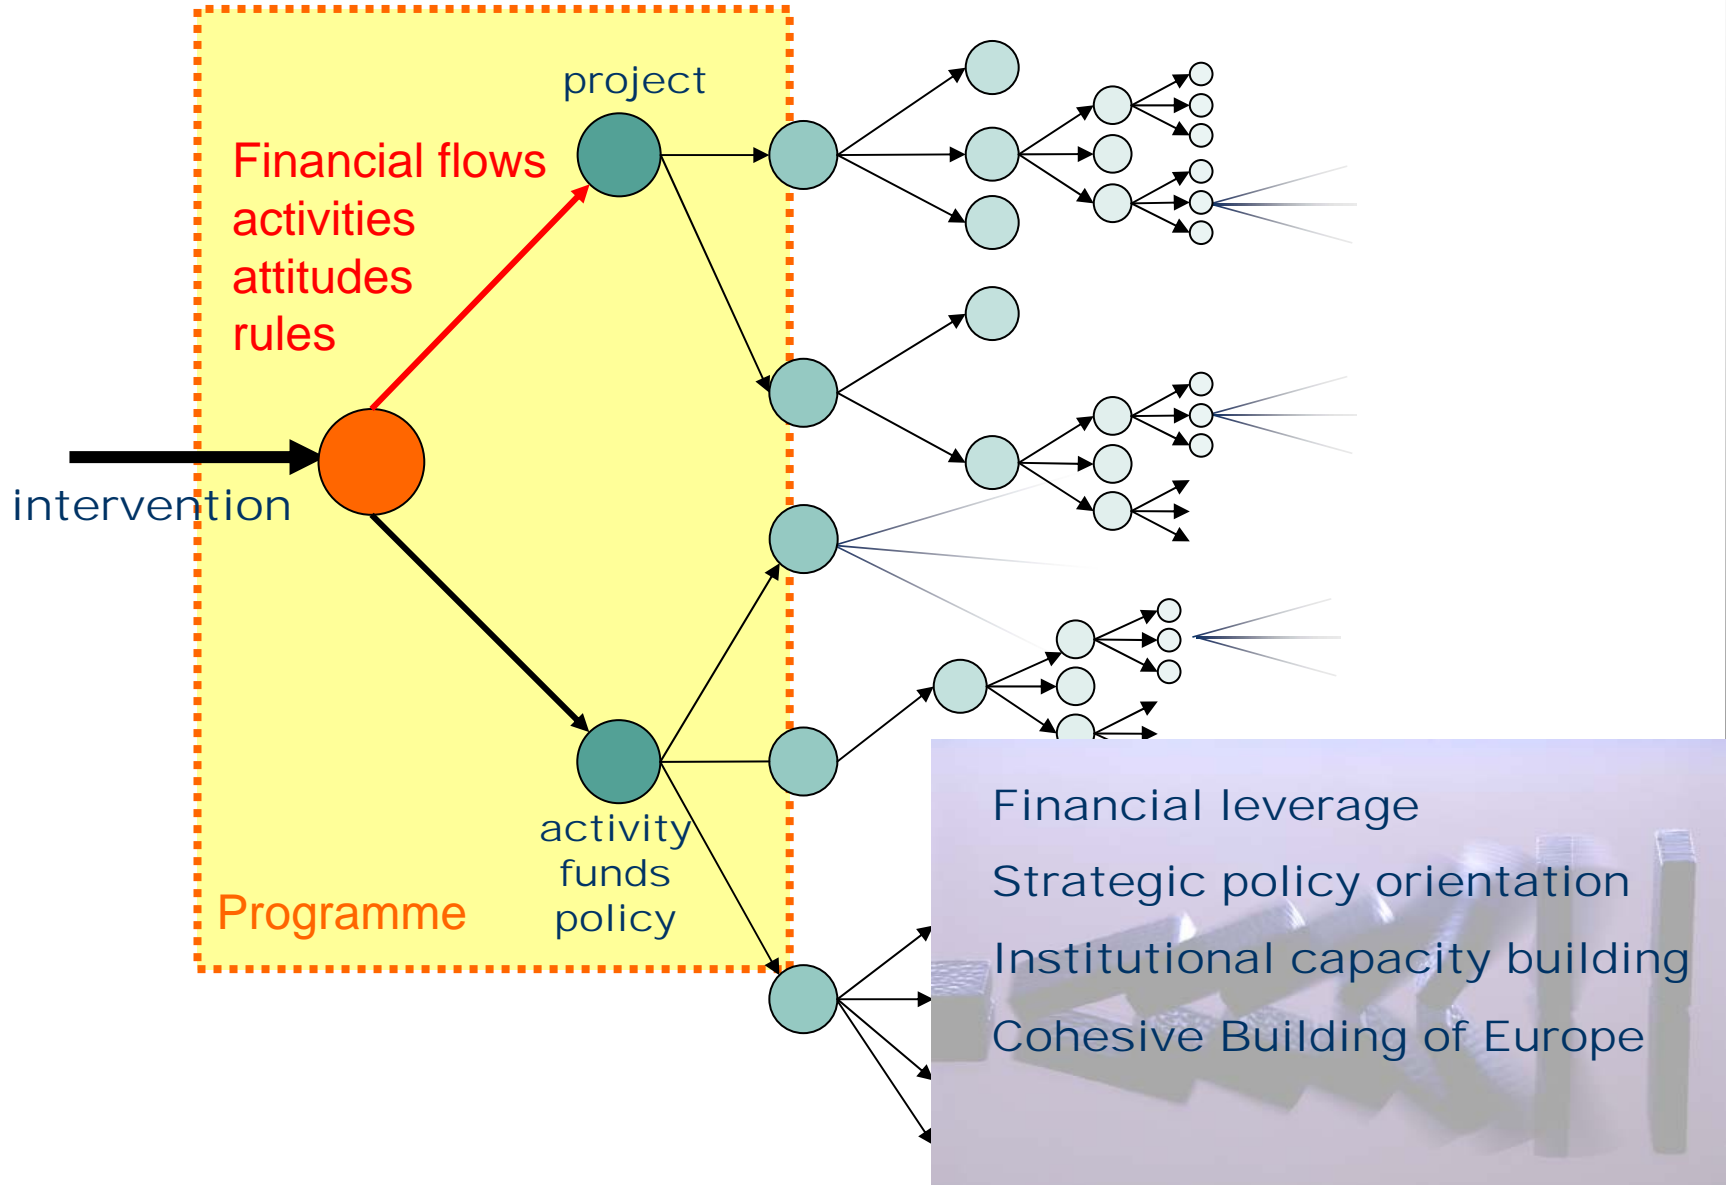 project
Financial flows
activities
attitudes
rules
intervention
activity
funds
policy
Programme
Financial leverage
Strategic policy orientation
Institutional capacity building
Cohesive Building of Europe